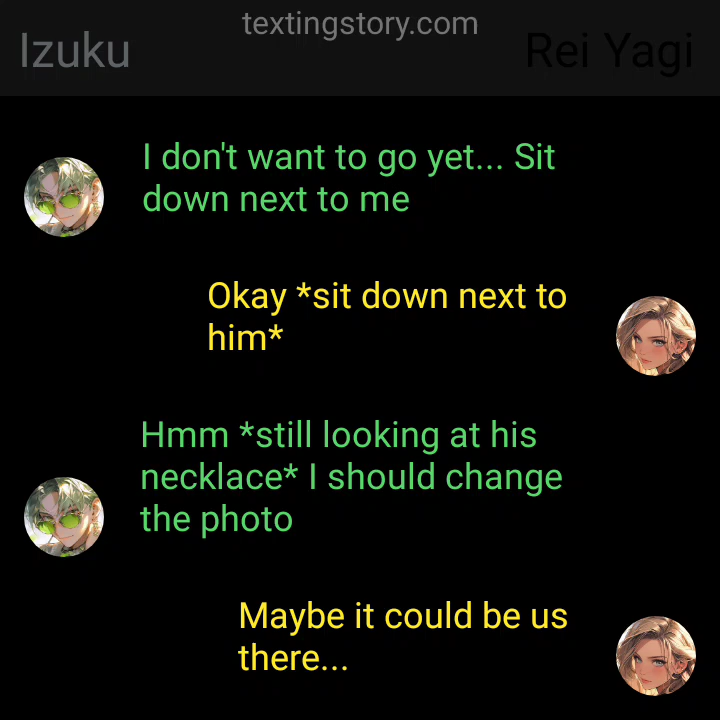 textingstory.com
Izuku
Rei Yagi
I don't want to go yet... Sit
down next to me
Okay *sit down next to
him*
Hmm *still looking at his
necklace* I should change
the photo
Maybe it could be us
there...